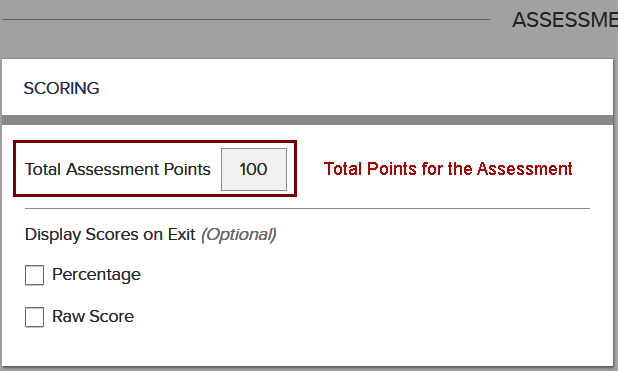 ASSESSME
SCORING
Total Assessment Points 100 Total Points for the Assessment
Display Scores on Exit (Optional)
Percentage
Raw Score